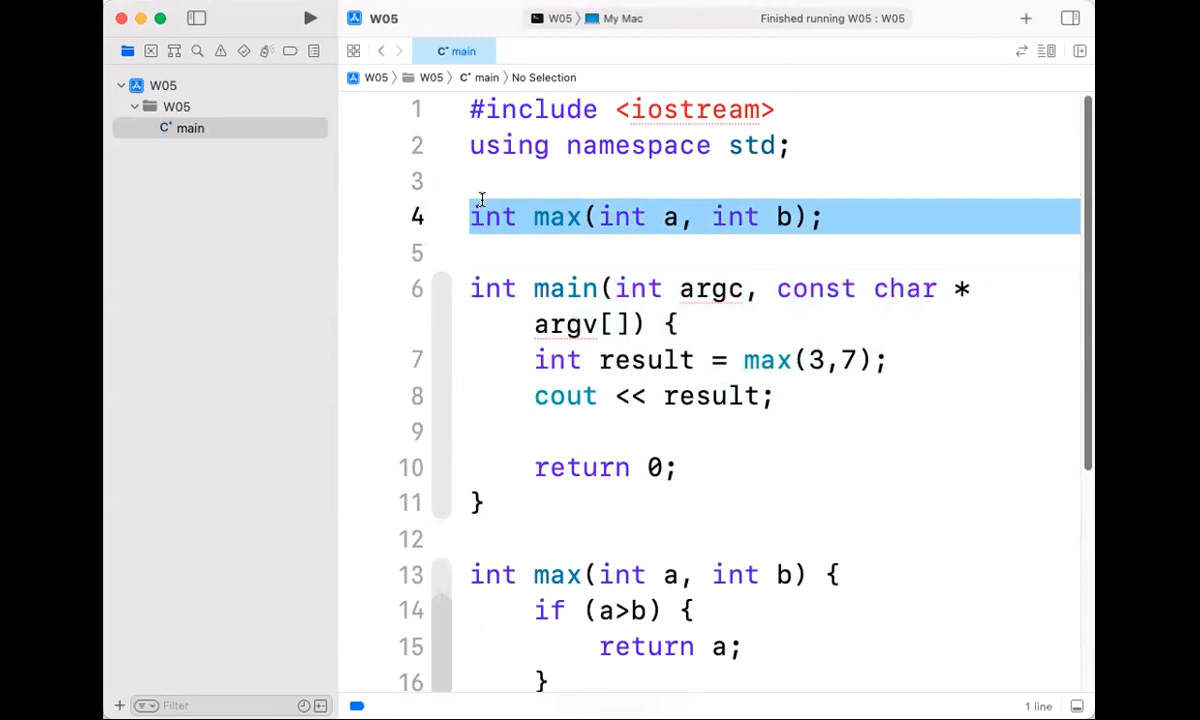 W05
W05 My Mac
Finished running W05 : W05
main
W05 W05 main No Selection
W05
W05
main
1 #include <iostream>
2 using namespace std;
3
4 int max(int a, int b);
5
6 int main(int argc, const char *
argv[]) {
7 int result = max(3,7);
8 cout << result;
9
10 return 0;
11 }
12
13 int max(int a, int b) {
14 if (a>b) {
15 return a;
16 }
Filter
1 line